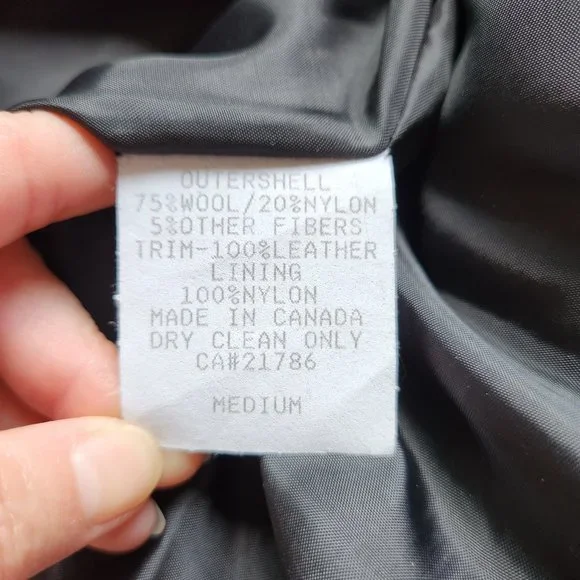 OUTERSHELL
75%WOOL/20%NYLON
5%OTHER FIBERS
TRIM-100%LEATHER
LINING
100%NYLON
MADE IN CANADA
DRY CLEAN ONLY
CA#21786
MEDIUM